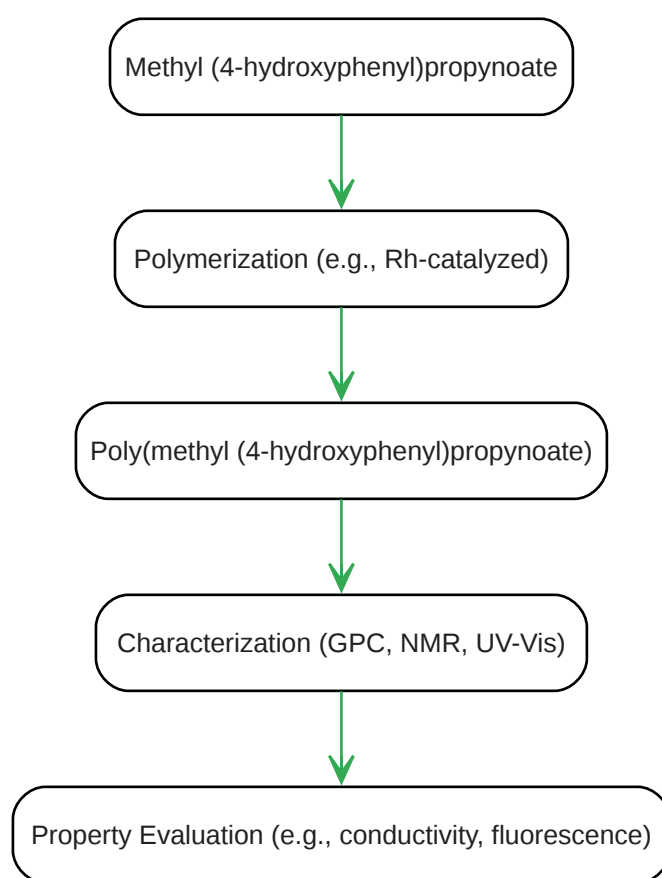 Methyl (4-hydroxyphenyl)propynoate
Polymerization (e.g., Rh-catalyzed)
Poly(methyl (4-hydroxyphenyl)propynoate)
Characterization (GPC, NMR, UV-Vis)
Property Evaluation (e.g., conductivity, fluorescence)